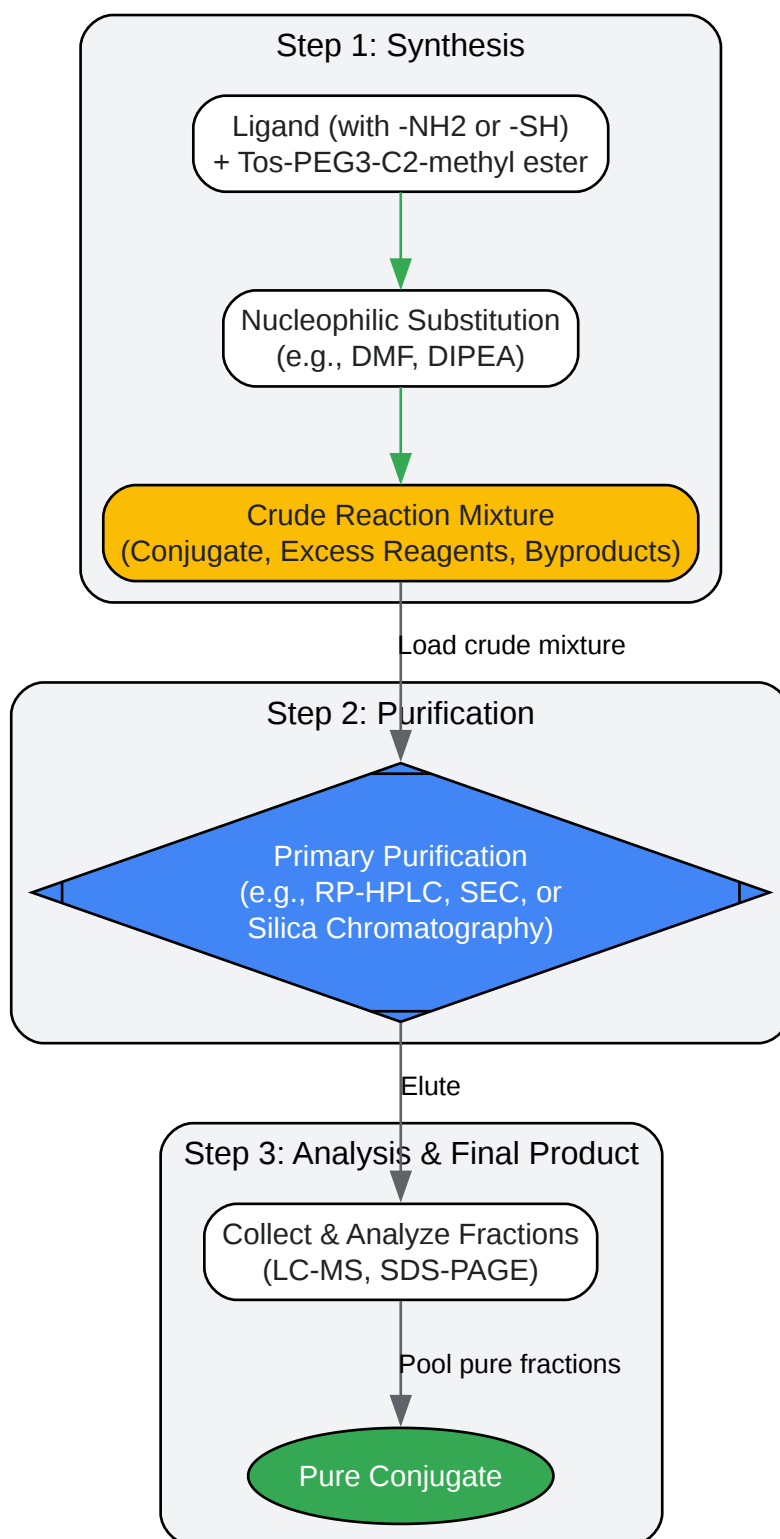 Step 1: Synthesis
Ligand (with -NH2 or -SH)
+ Tos-PEG3-C2-methyl ester
Nucleophilic Substitution
(e.g., DMF, DIPEA)
Crude Reaction Mixture
(Conjugate, Excess Reagents, Byproducts)
Load crude mixture
Step 2: Purification
Primary Purification
(e.g., RP-HPLC, SEC, or
Silica Chromatography)
Elute
Step 3: Analysis & Final Product
Collect & Analyze Fractions
(LC-MS, SDS-PAGE)
Pool pure fractions
Pure Conjugate